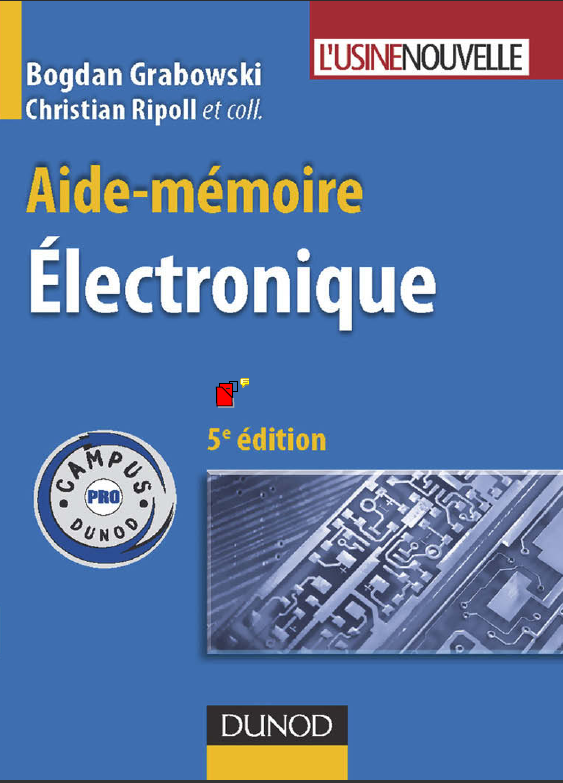 L'USINENOUVELLE
Bogdan Grabowski
Christian Ripoll et coll.
Aide-mémoire
Électronique
5e édition
CAMPUS
PRO
DUNOD
DUNOD